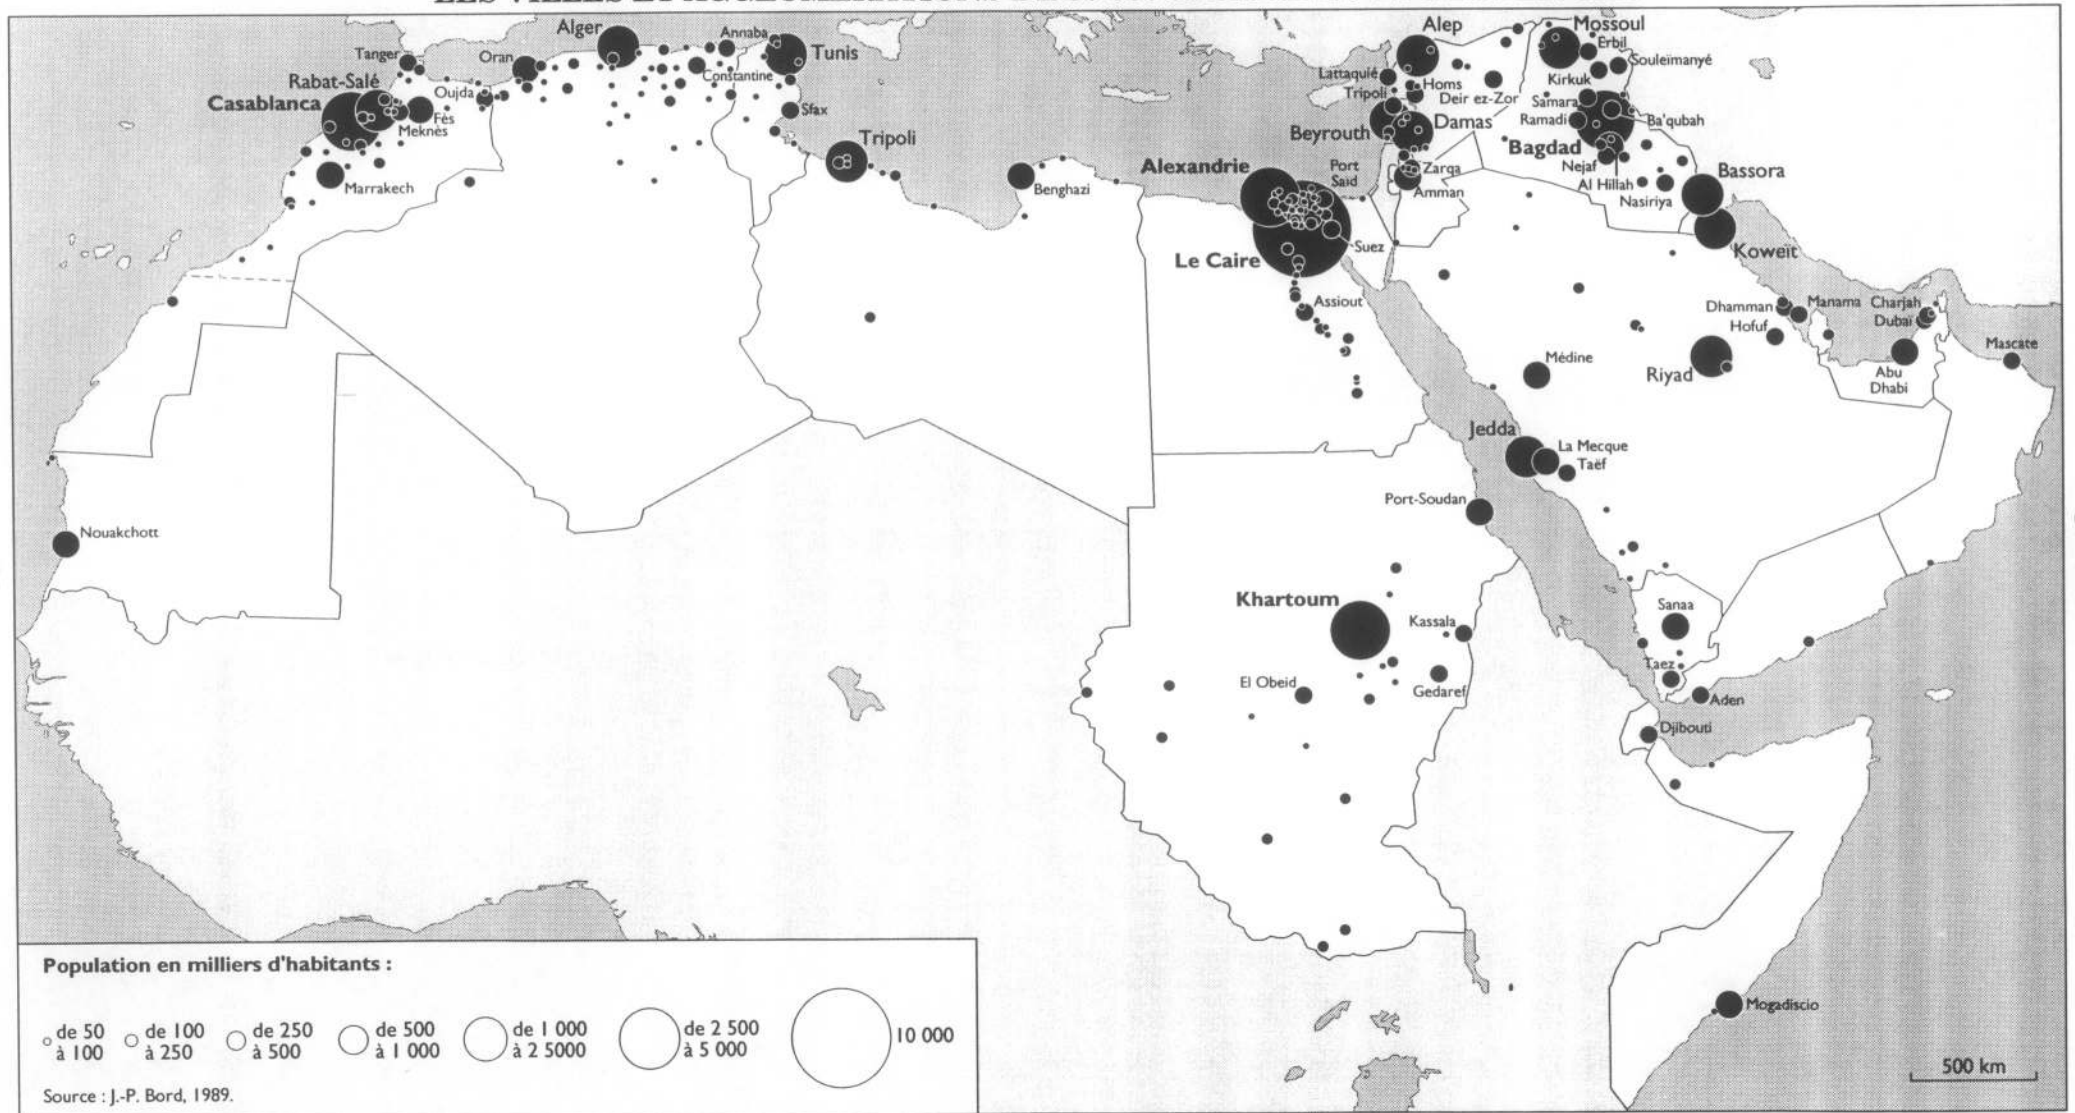 Alger
Annaba
Tanger
Oran
Tunis
Rabat-Salé
Constantine
Casablanca
Oujda
Fès
Meknès
Sfax
Marrakech
Tripoli
Benghazi
Nouakchott
Alep
Mossoul
Erbil
Souleïmanyé
Lattaquié
Homs
Kirkuk
Tripoli
Deir ez-Zor
Samara
Ramadi
Ba'qubah
Beyrouth
Damas
Bagdad
Alexandrie
Port
Saïd
Zarqa
Amman
Nejaf
Al Hillah
Nasiriya
Bassora
Suez
Koweït
Le Caire
Assiout
Dhamman
Manama
Charjah
Hofuf
Dubaï
Mascate
Médine
Riyad
Abu
Dhabi
Jedda
La Mecque
Taëf
Port-Soudan
Khartoum
Kassala
Sanaa
El Obeid
Gedaref
Taez
Aden
Djibouti
Mogadiscio
Population en milliers d'habitants :
de 50
à 100
de 100
à 250
de 250
à 500
de 500
à 1 000
de 1 000
à 2 5000
de 2 500
à 5 000
10 000
Source : J.-P. Bord, 1989.
500 km